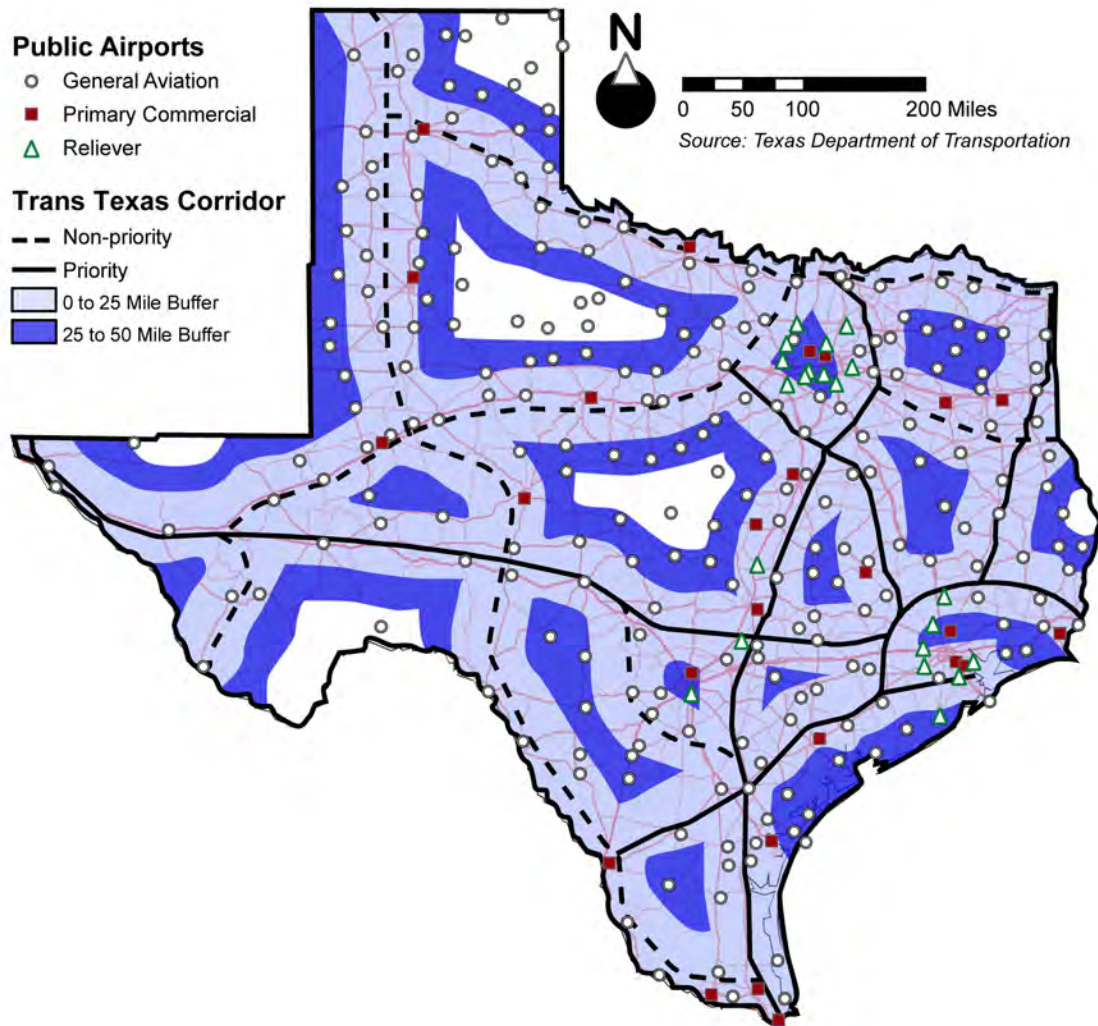 Public Airports
General Aviation
Primary Commercial
Reliever
Trans Texas Corridor
Non-priority
Priority
0 to 25 Mile Buffer
25 to 50 Mile Buffer
N
0 50 100 200 Miles
Source: Texas Department of Transportation